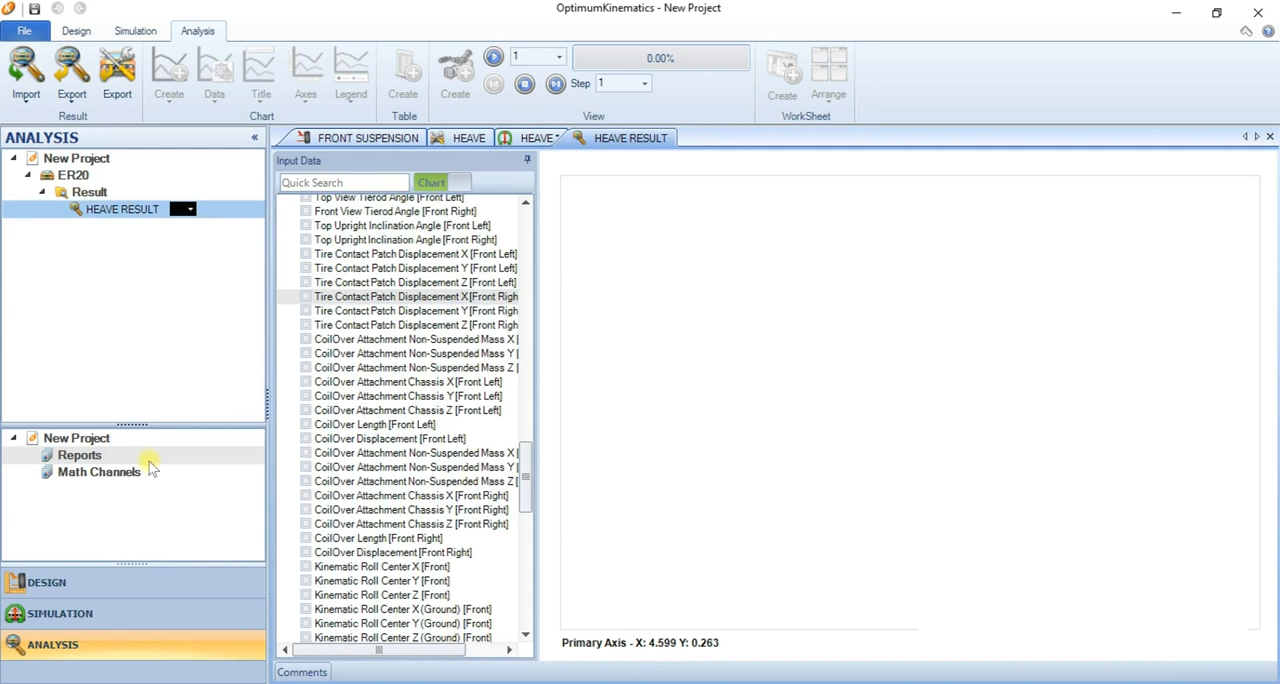 OptimumKinematics - New Project
File Design Simulation Analysis
Import Export Export Create Data Title Axes Legend Create Create 1 0.00% Step 1 Create Arrange
Result Chart Table View WorkSheet
ANALYSIS « FRONT SUSPENSION HEAVE HEAVE * HEAVE RESULT
New Project
ER20
Result
HEAVE RESULT
New Project
Reports
Math Channels
DESIGN
SIMULATION
ANALYSIS
Input Data
Quick Search Chart
Top View Tierod Angle [Front Left]
Front View Tierod Angle [Front Right]
Top Upright Inclination Angle [Front Left]
Top Upright Inclination Angle [Front Right]
Tire Contact Patch Displacement X [Front Left]
Tire Contact Patch Displacement Y [Front Left]
Tire Contact Patch Displacement Z [Front Left]
Tire Contact Patch Displacement X [Front Righ
Tire Contact Patch Displacement Y [Front Righ
Tire Contact Patch Displacement Z [Front Righ
CoilOver Attachment Non-Suspended Mass X [
CoilOver Attachment Non-Suspended Mass Y [
CoilOver Attachment Non-Suspended Mass Z [
CoilOver Attachment Chassis X [Front Left]
CoilOver Attachment Chassis Y [Front Left]
CoilOver Attachment Chassis Z [Front Left]
CoilOver Length [Front Left]
CoilOver Displacement [Front Left]
CoilOver Attachment Non-Suspended Mass X [
CoilOver Attachment Non-Suspended Mass Y [
CoilOver Attachment Non-Suspended Mass Z [
CoilOver Attachment Chassis X [Front Right]
CoilOver Attachment Chassis Y [Front Right]
CoilOver Attachment Chassis Z [Front Right]
CoilOver Length [Front Right]
CoilOver Displacement [Front Right]
Kinematic Roll Center X [Front]
Kinematic Roll Center Y [Front]
Kinematic Roll Center Z [Front]
Kinematic Roll Center X (Ground) [Front]
Kinematic Roll Center Y (Ground) [Front]
Kinematic Roll Center Z (Ground) [Front]
Comments
Primary Axis - X: 4.599 Y: 0.263